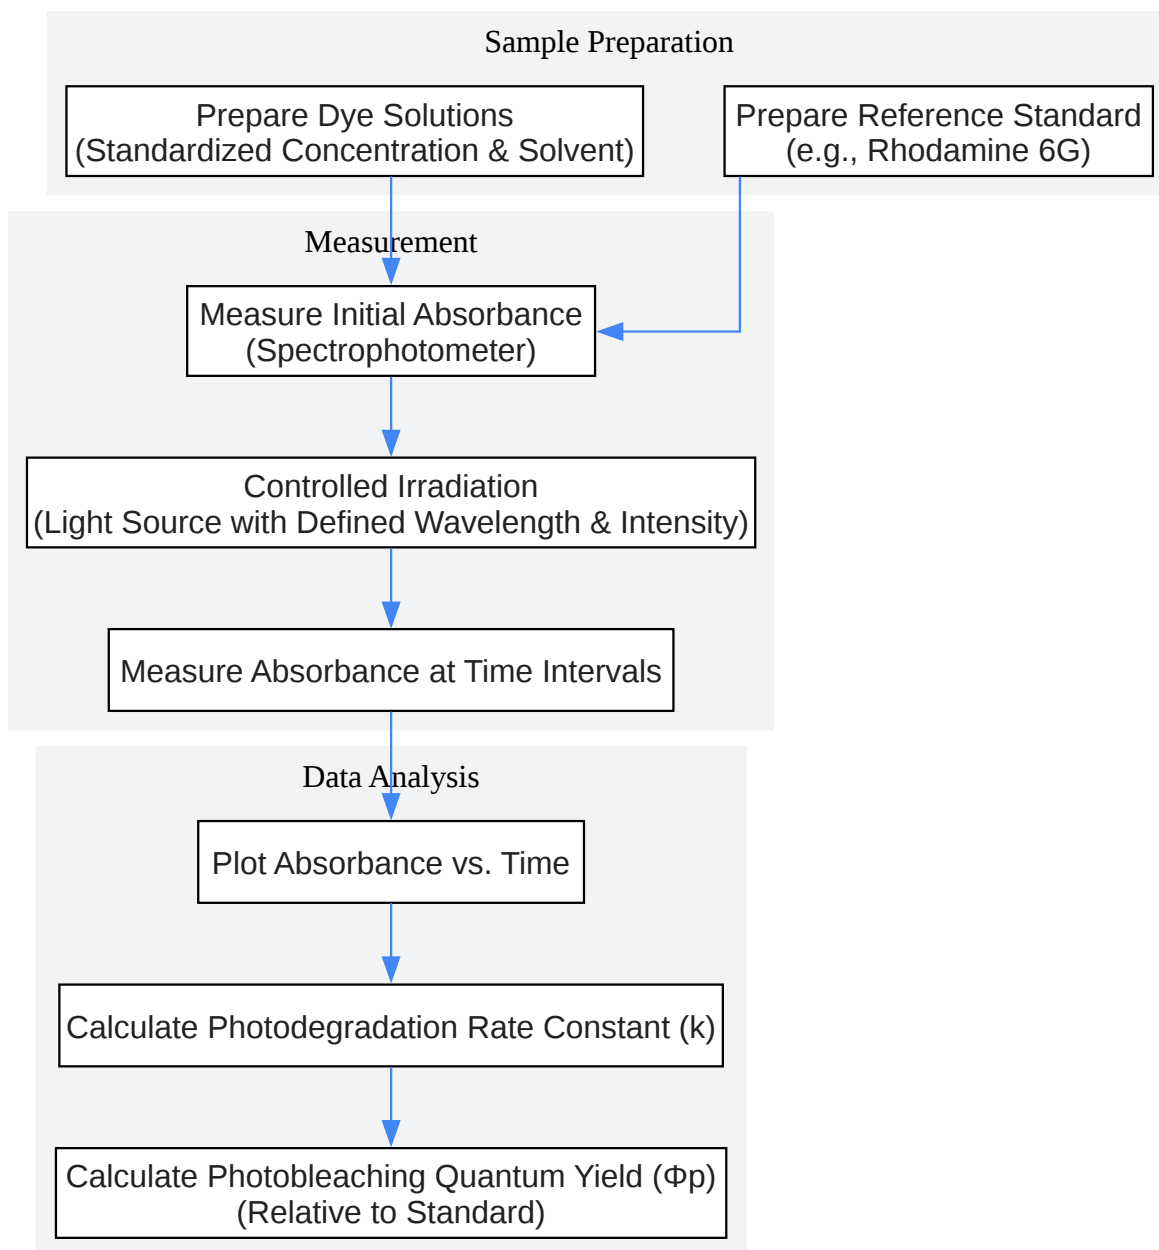 Sample Preparation
Prepare Dye Solutions
(Standardized Concentration & Solvent)
Prepare Reference Standard
(e.g., Rhodamine 6G)
Measurement
Measure Initial Absorbance
(Spectrophotometer)
Controlled Irradiation
(Light Source with Defined Wavelength & Intensity)
Measure Absorbance at Time Intervals
Data Analysis
Plot Absorbance vs. Time
Calculate Photodegradation Rate Constant (k)
Calculate Photobleaching Quantum Yield (Φp)
(Relative to Standard)